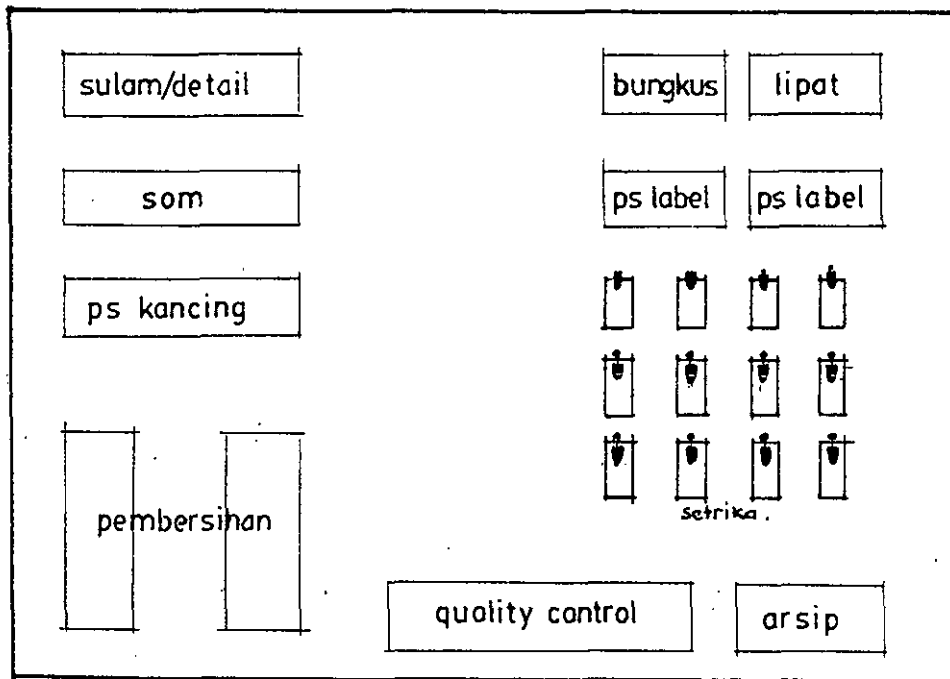 sulam/detail
bungkus
lipat
som
ps label
ps label
ps kancing
pembersihan
setrika.
quality control
arsip